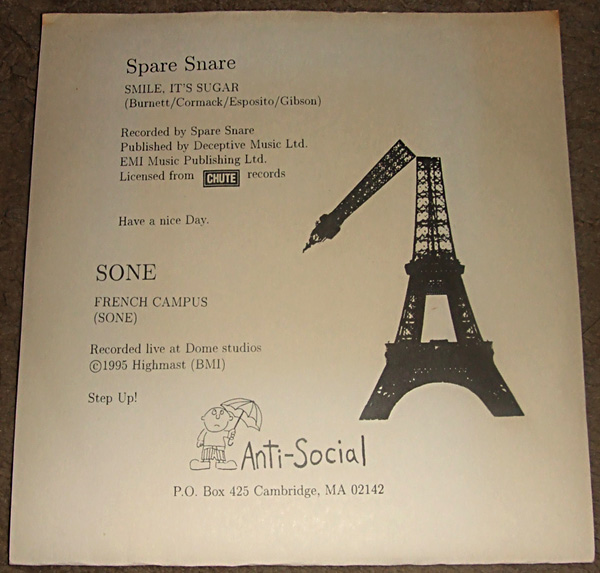 Spare Snare
SMILE, IT'S SUGAR
(Burnett/Cormack/Esposito/Gibson)
Recorded by Spare Snare
Published by Deceptive Music Ltd.
EMI Music Publishing Ltd.
Licensed from CHUTE records
Have a nice Day.
SONE
FRENCH CAMPUS
(SONE)
Recorded live at Dome studios
©1995 Highmast (BMI)
Step Up!
Anti-Social
P.O. Box 425 Cambridge, MA 02142